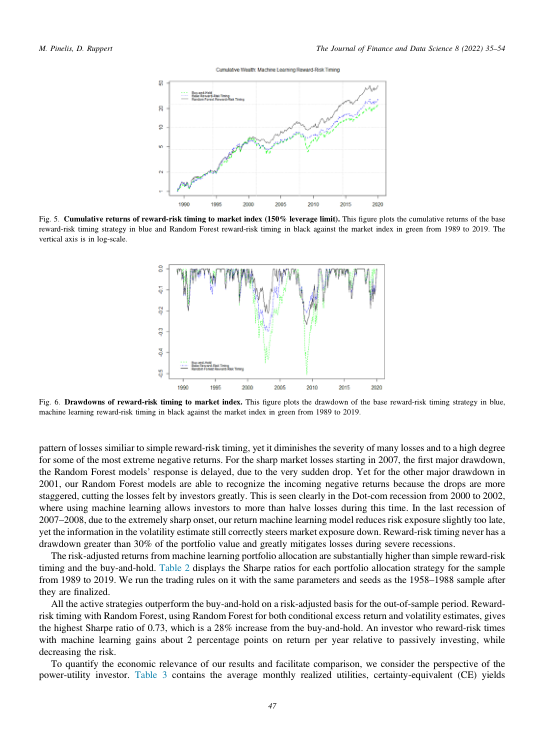 M. Pinelis, D. Ruppert
The Journal of Finance and Data Science 8 (2022) 35–54
Cumulative Wealth: Machine Learning Reward-Risk Timing
Buy-and-Hold
Base Reward-Risk Timing
Random Forest Reward-Risk Timing
50
20
10
5
2
1
1990 1995 2000 2005 2010 2015 2020
Fig. 5. Cumulative returns of reward-risk timing to market index (150% leverage limit). This figure plots the cumulative returns of the base
reward-risk timing strategy in blue and Random Forest reward-risk timing in black against the market index in green from 1989 to 2019. The
vertical axis is in log-scale.
0.0
-0.1
-0.2
-0.3
-0.4
-0.5
Buy-and-Hold
Base Reward-Risk Timing
Random Forest Reward-Risk Timing
1990 1995 2000 2005 2010 2015 2020
Fig. 6. Drawdowns of reward-risk timing to market index. This figure plots the drawdown of the base reward-risk timing strategy in blue,
machine learning reward-risk timing in black against the market index in green from 1989 to 2019.
pattern of losses similiar to simple reward-risk timing, yet it diminishes the severity of many losses and to a high degree
for some of the most extreme negative returns. For the sharp market losses starting in 2007, the first major drawdown,
the Random Forest models' response is delayed, due to the very sudden drop. Yet for the other major drawdown in
2001, our Random Forest models are able to recognize the incoming negative returns because the drops are more
staggered, cutting the losses felt by investors greatly. This is seen clearly in the Dot-com recession from 2000 to 2002,
where using machine learning allows investors to more than halve losses during this time. In the last recession of
2007–2008, due to the extremely sharp onset, our return machine learning model reduces risk exposure slightly too late,
yet the information in the volatility estimate still correctly steers market exposure down. Reward-risk timing never has a
drawdown greater than 30% of the portfolio value and greatly mitigates losses during severe recessions.
The risk-adjusted returns from machine learning portfolio allocation are substantially higher than simple reward-risk
timing and the buy-and-hold. Table 2 displays the Sharpe ratios for each portfolio allocation strategy for the sample
from 1989 to 2019. We run the trading rules on it with the same parameters and seeds as the 1958–1988 sample after
they are finalized.
All the active strategies outperform the buy-and-hold on a risk-adjusted basis for the out-of-sample period. Reward-
risk timing with Random Forest, using Random Forest for both conditional excess return and volatility estimates, gives
the highest Sharpe ratio of 0.73, which is a 28% increase from the buy-and-hold. An investor who reward-risk times
with machine learning gains about 2 percentage points on return per year relative to passively investing, while
decreasing the risk.
To quantify the economic relevance of our results and facilitate comparison, we consider the perspective of the
power-utility investor. Table 3 contains the average monthly realized utilities, certainty-equivalent (CE) yields
47